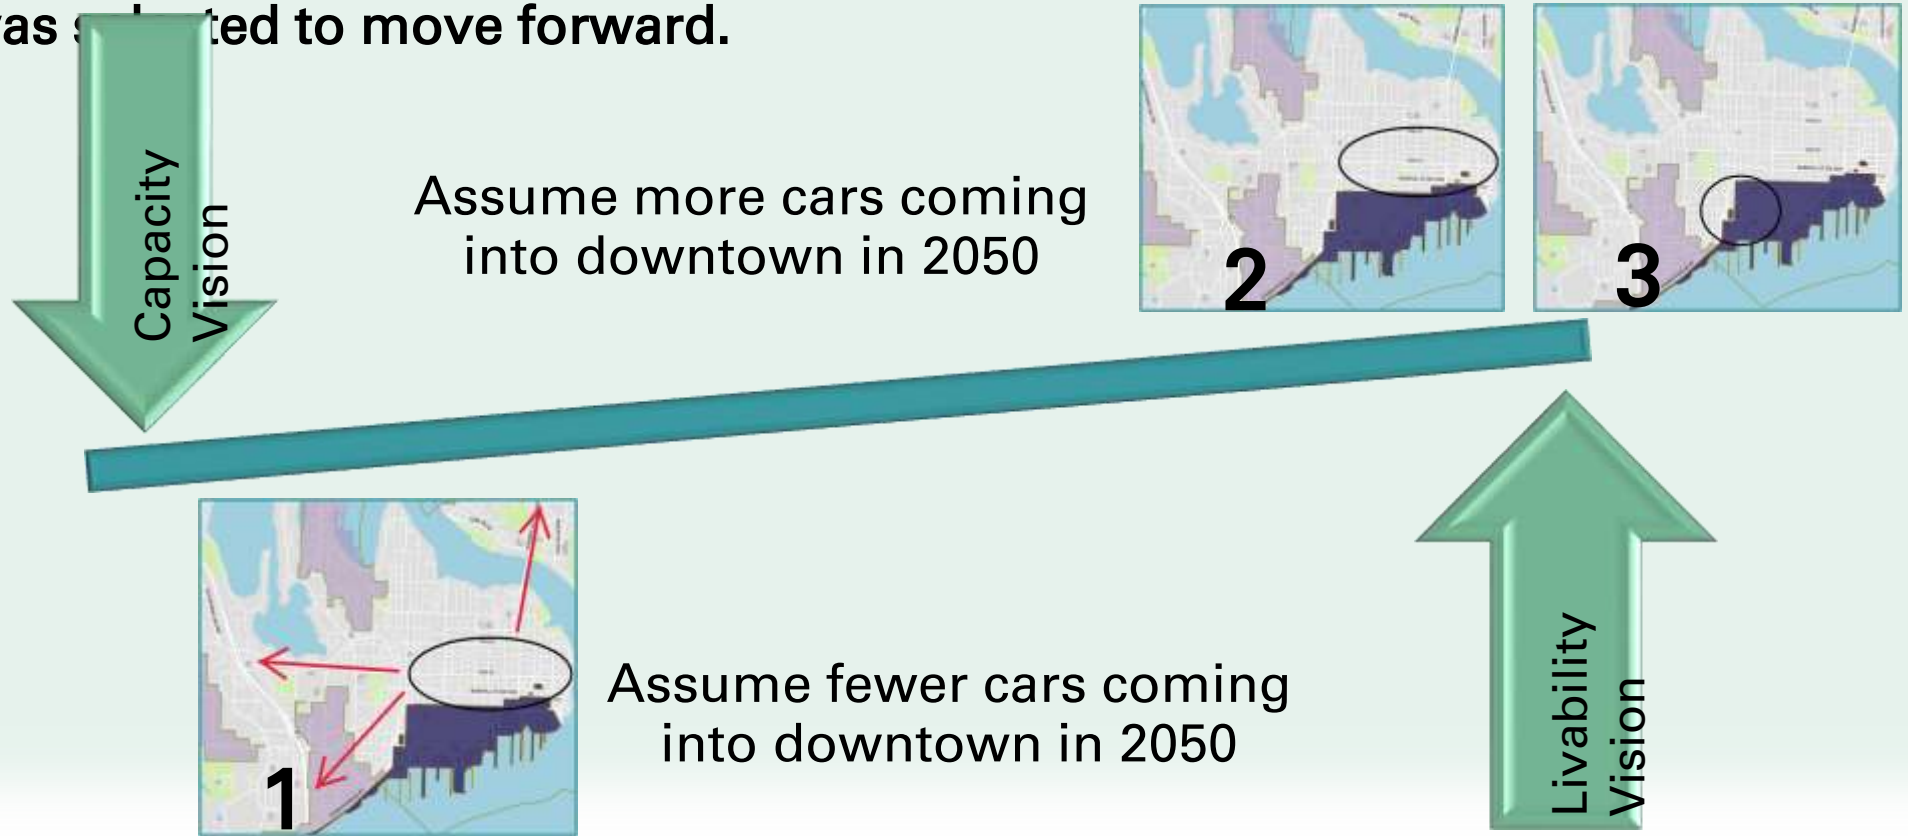 to move forward.
Capacity
Vision
Assume more cars coming
into downtown in 2050
2
3
1
Assume fewer cars coming
into downtown in 2050
Livability
Vision